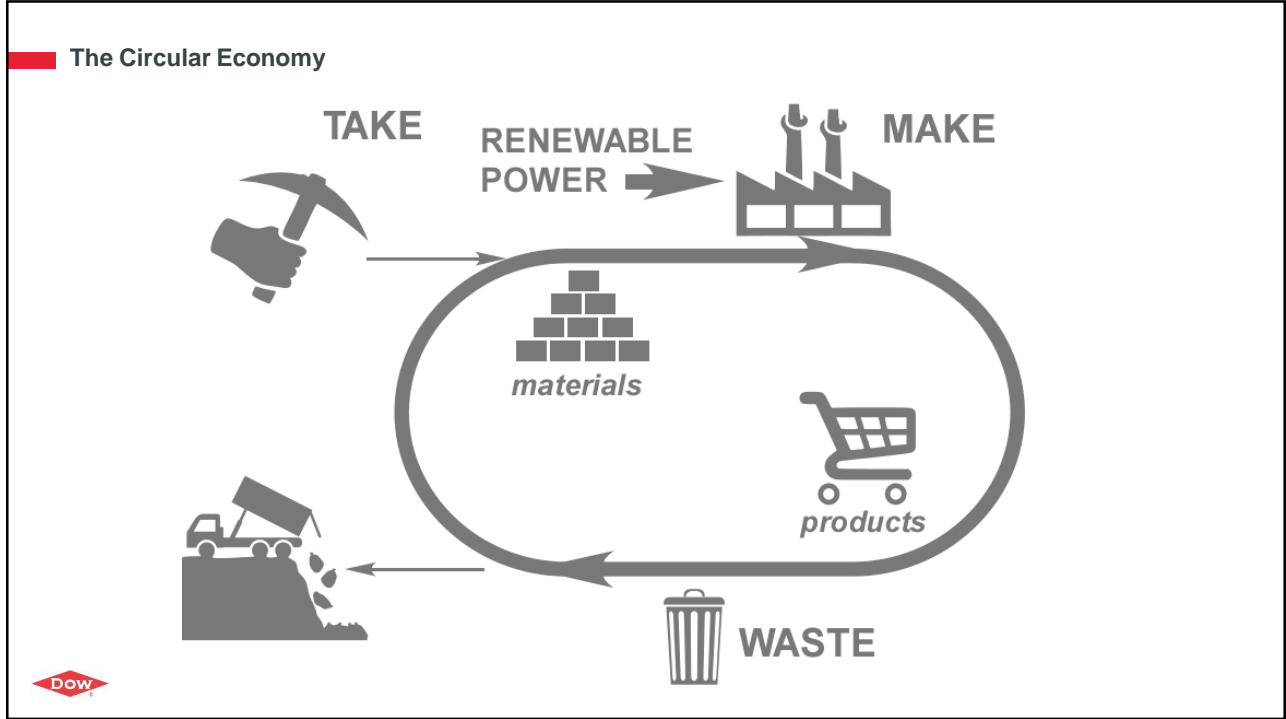 The Circular Economy
TAKE
RENEWABLE
POWER
MAKE
materials
products
WASTE
Dow